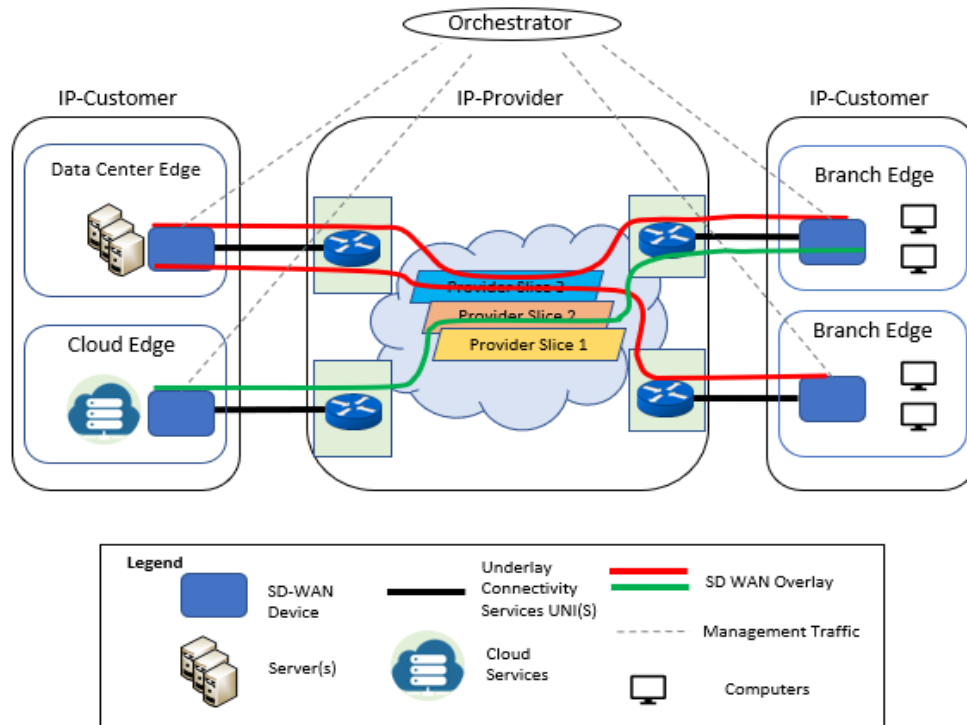 Orchestrator
IP-Customer
IP-Provider
IP-Customer
Data Center Edge
Branch Edge
Provider Slice 3
Provider Slice 2
Provider Slice 1
Cloud Edge
Branch Edge
Legend
SD-WAN
Device
Underlay
Connectivity
Services UNI(S)
SD WAN Overlay
Management Traffic
Server(s)
Cloud
Services
Computers